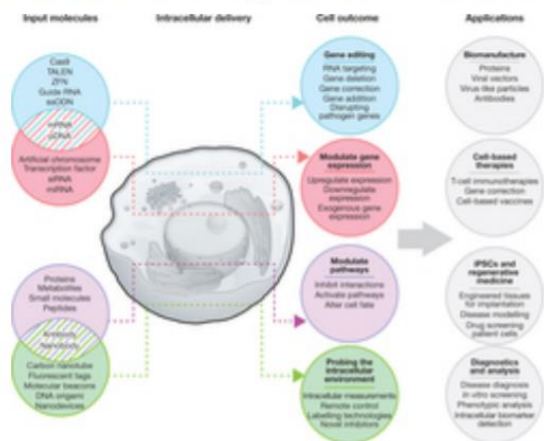 Input molecules
Intracellular delivery
Cell outcome
Applications
Cas9
TALEN
ZFN
Guide RNA
ssODN
mRNA
pDNA
Artificial chromosome
Transcription factor
siRNA
miRNA
Proteins
Metabolites
Small molecules
Peptides
Antibody
Nanobody
Carbon nanotube
Fluorescent tags
Molecular beacons
DNA origami
Nanodevices
Gene editing
RNA targeting
Gene deletion
Gene correction
Gene addition
Disrupting
pathogen genes
Modulate gene
expression
Upregulate expression
Downregulate
expression
Exogenous gene
expression
Modulate
pathways
Inhibit interactions
Activate pathways
Alter cell fate
Probing the
intracellular
environment
Intracellular measurements
Remote control
Labelling technologies
Novel inhibitors
Biomanufacture
Proteins
Viral vectors
Virus-like particles
Antibodies
Cell-based
therapies
T-cell immunotherapies
Gene correction
Cell-based vaccines
iPSCs and
regenerative
medicine
Engineered tissues
for implantation
Disease modelling
Drug screening
patient cells
Diagnostics
and analysis
Disease diagnosis
in vitro screening
Phenotypic analysis
Intracellular biomarker
detection